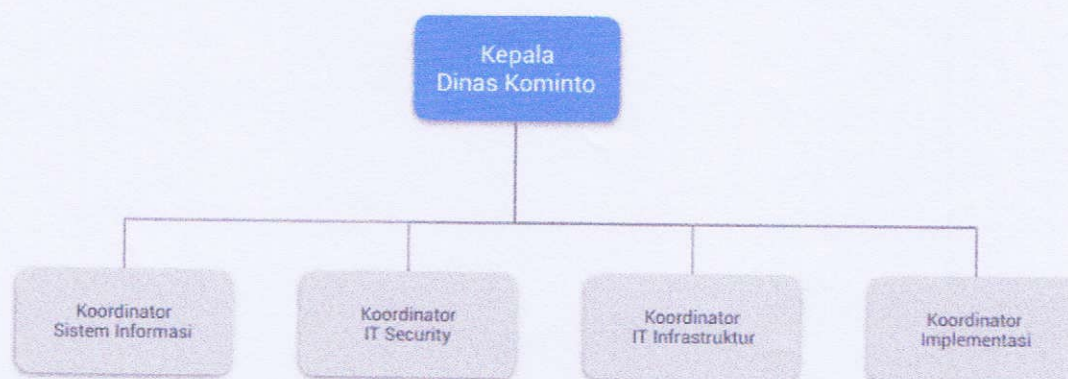 Kepala
Dinas Kominto
Koordinator
Sistem Informasi
Koordinator
IT Security
Koordinator
IT Infrastruktur
Koordinator
Implementasi